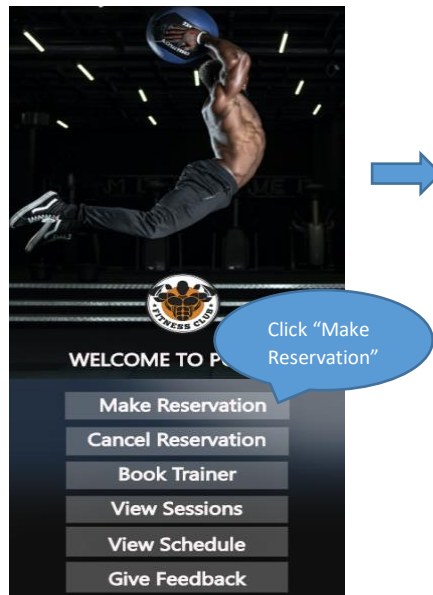 FITNESS CLUB
Click “Make
Reservation”
WELCOME TO
Make Reservation
Cancel Reservation
Book Trainer
View Sessions
View Schedule
Give Feedback